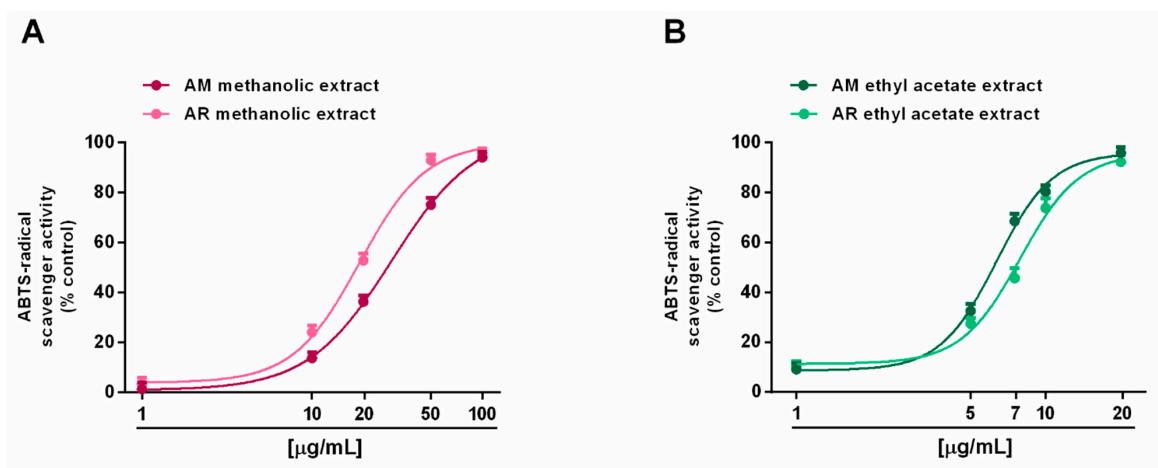 A
AM methanolic extract
AR methanolic extract
ABTS-radical
scavenger activity
(% control)
100
80
60
40
20
0
1 10 20 50 100
[µg/mL]
B
AM ethyl acetate extract
AR ethyl acetate extract
ABTS-radical
scavenger activity
(% control)
100
80
60
40
20
0
1 5 7 10 20
[µg/mL]